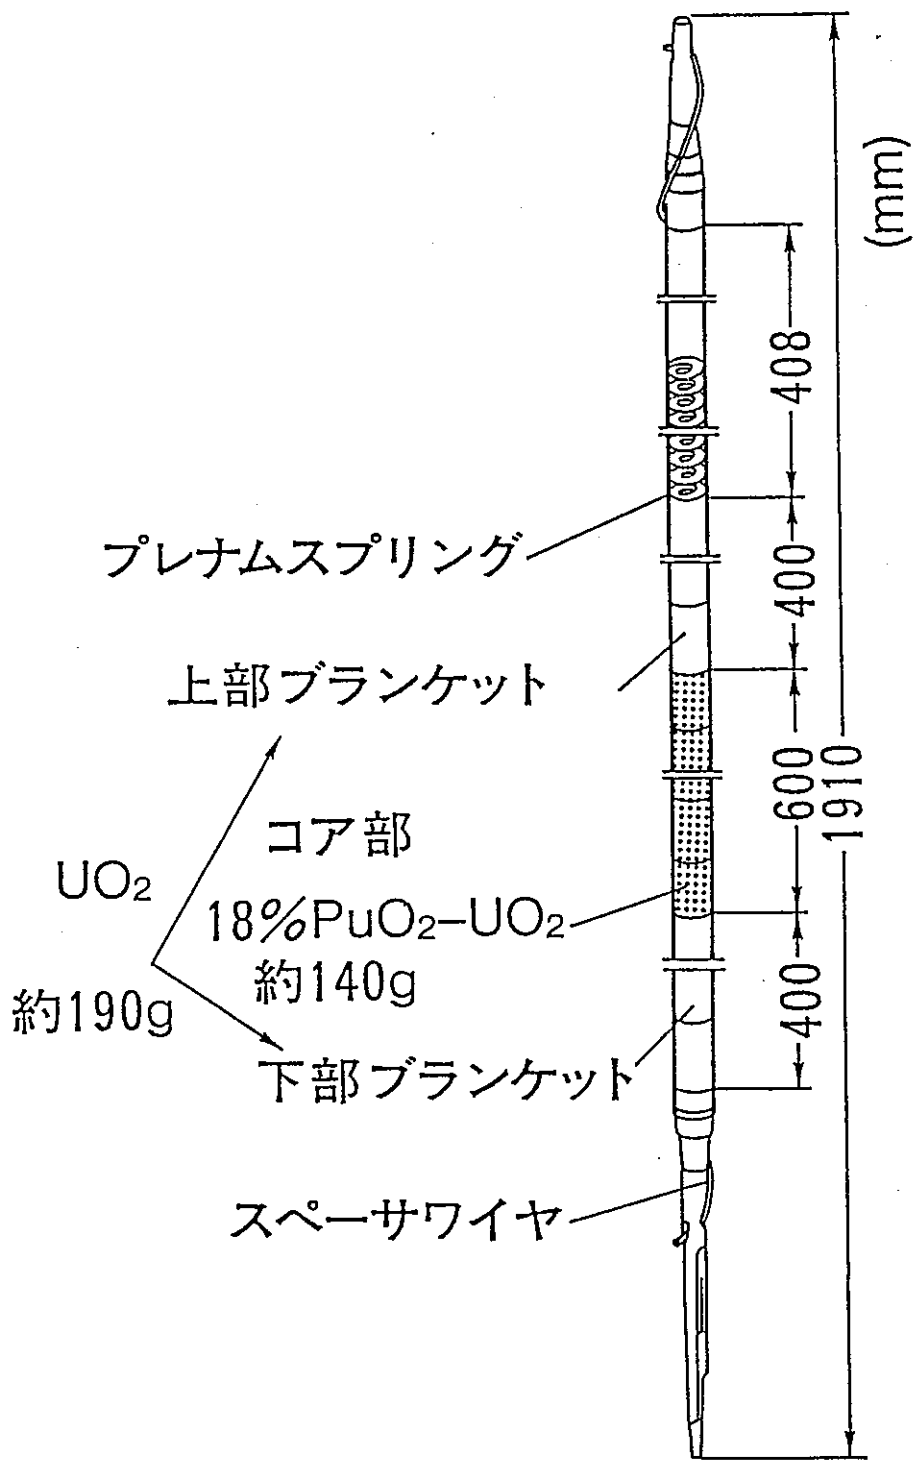 (mm)
408
プレナムスプリング
400
上部ブランケット
600
1910
コア部
UO₂
18%PuO₂–UO₂
約140g
約190g
400
下部ブランケット
スペーサワイヤ